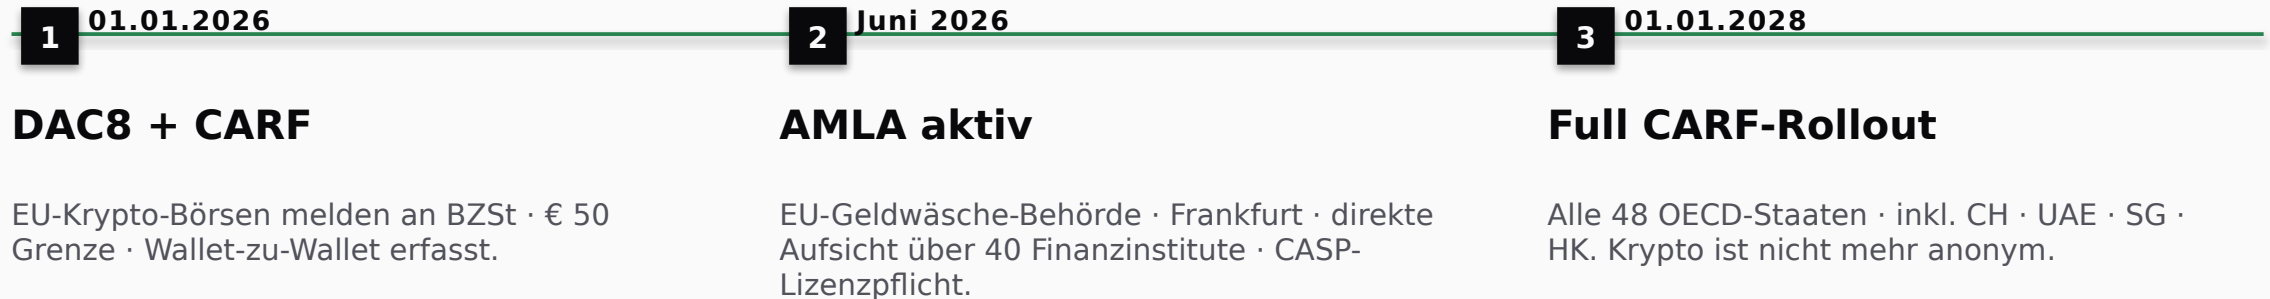 1 01.01.2026
DAC8 + CARF
EU-Krypto-Börsen melden an BZSt · € 50
Grenze · Wallet-zu-Wallet erfasst.
2 Juni 2026
AMLA aktiv
EU-Geldwäsche-Behörde · Frankfurt · direkte
Aufsicht über 40 Finanzinstitute · CASP-
Lizenzpflicht.
3 01.01.2028
Full CARF-Rollout
Alle 48 OECD-Staaten · inkl. CH · UAE · SG ·
HK. Krypto ist nicht mehr anonym.